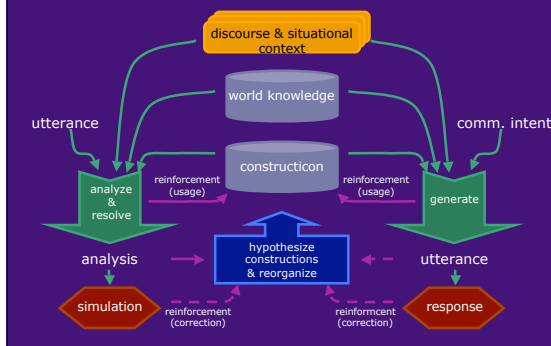 discourse & situational
context
world knowledge
utterance
comm. intent
constructicon
analyze
&
resolve
reinforcement
(usage)
reinforcement
(usage)
generate
hypothesize
constructions
& reorganize
analysis
utterance
simulation
reinforcement
(correction)
reinforcment
(correction)
response